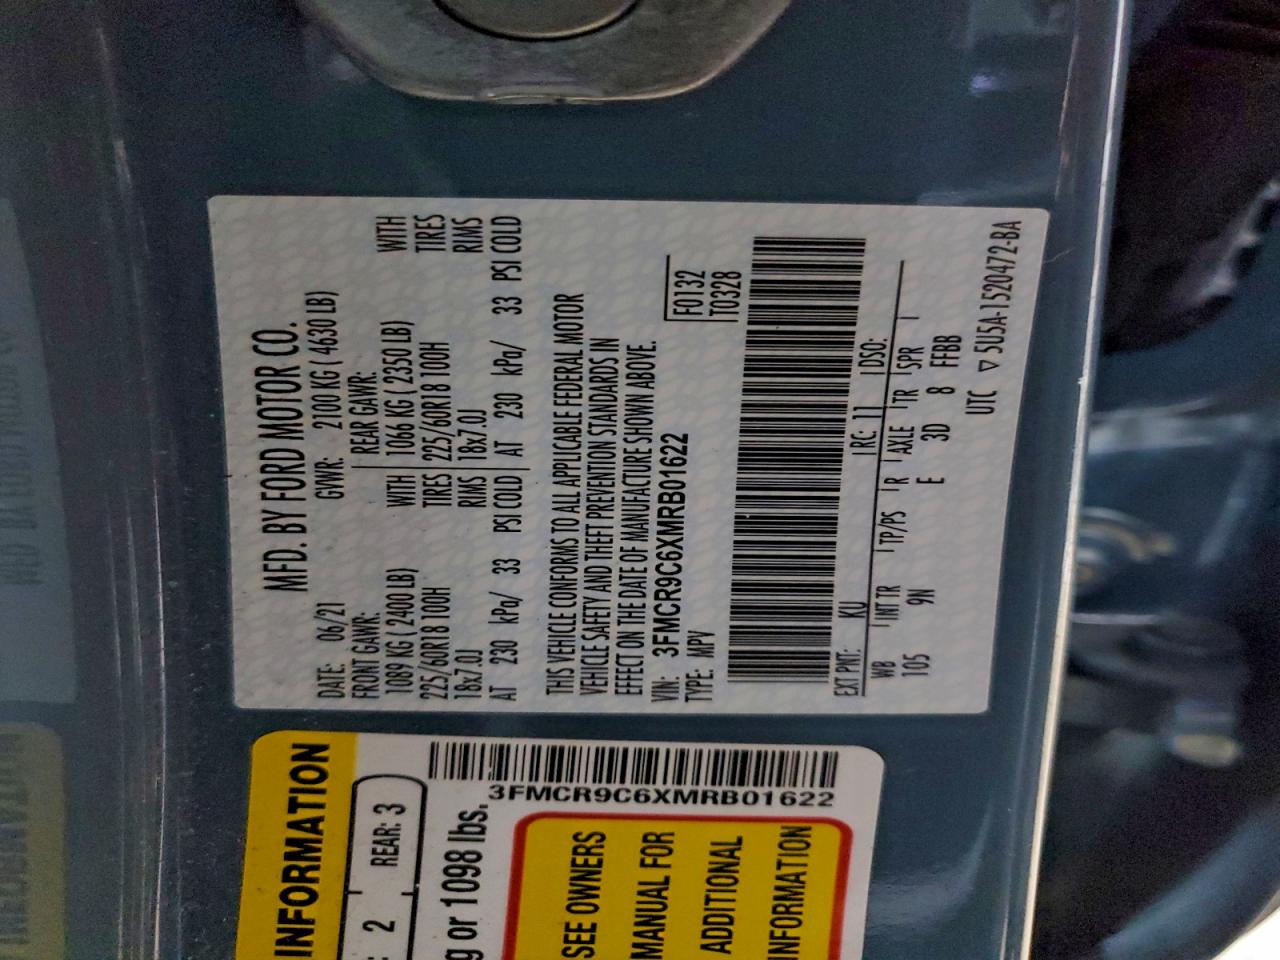 MFD. BY FORD MOTOR CO.
DATE: 06/21 GVWR: 2100 KG ( 4630 LB)
FRONT GAWR: REAR GAWR:
1089 KG ( 2400 LB) WITH 1066 KG ( 2350 LB) WITH
225/60R18 100H TIRES 225/60R18 100H TIRES
18x7.0J RIMS 18x7.0J RIMS
AT 230 kPa/ 33 PSI COLD AT 230 kPa/ 33 PSI COLD
THIS VEHICLE CONFORMS TO ALL APPLICABLE FEDERAL MOTOR
VEHICLE SAFETY AND THEFT PREVENTION STANDARDS IN
EFFECT ON THE DATE OF MANUFACTURE SHOWN ABOVE.
VIN: 3FMCR9C6XMRB01622 F0132
TYPE: MPV T0328
EXT PNT: KU RC: 11 DSO:
WB INT TR TP/PS R AXLE TR SPR
105 9N E 3D 8 FFBB
UTC ▽ 5U5A-1520472-BA
INFORMATION
: 2 REAR: 3
g or 1098 lbs.
3FMCR9C6XMRB01622
SEE OWNERS
MANUAL FOR
ADDITIONAL
INFORMATION